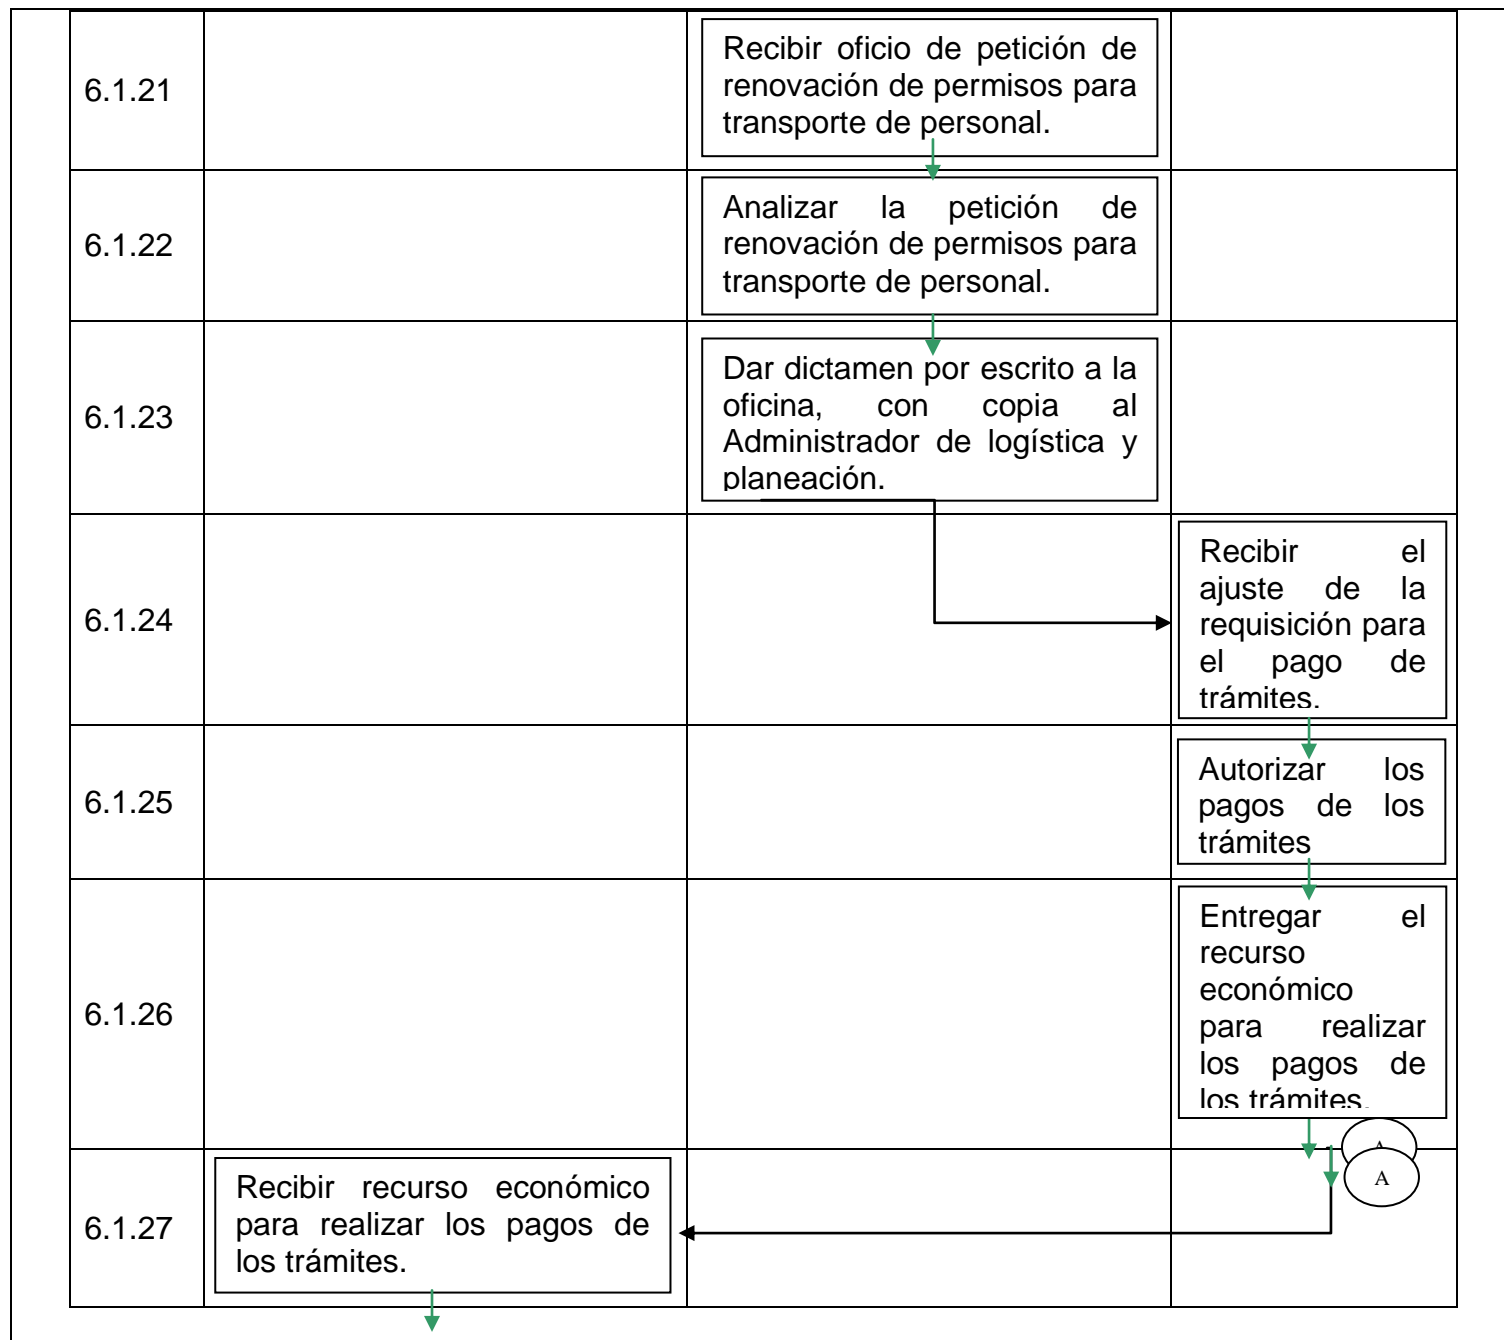 6.1.21
Recibir oficio de petición de
renovación de permisos para
transporte de personal.
6.1.22
Analizar la petición de
renovación de permisos para
transporte de personal.
6.1.23
Dar dictamen por escrito a la
oficina, con copia al
Administrador de logística y
planeación.
6.1.24
Recibir el
ajuste de la
requisición para
el pago de
trámites.
6.1.25
Autorizar los
pagos de los
trámites
6.1.26
Entregar el
recurso
económico
para realizar
los pagos de
los trámites.
A
A
6.1.27
Recibir recurso económico
para realizar los pagos de
los trámites.